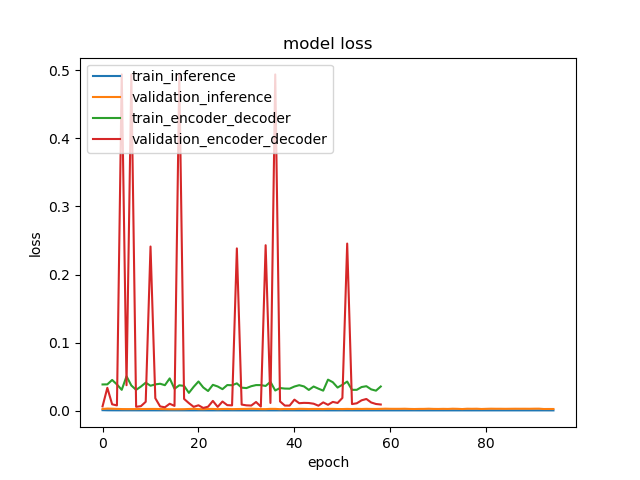 model loss
train_inference
validation_inference
train_encoder_decoder
validation_encoder_decoder
0.5
0.4
0.3
0.2
0.1
0.0
loss
0
20
40
60
80
epoch